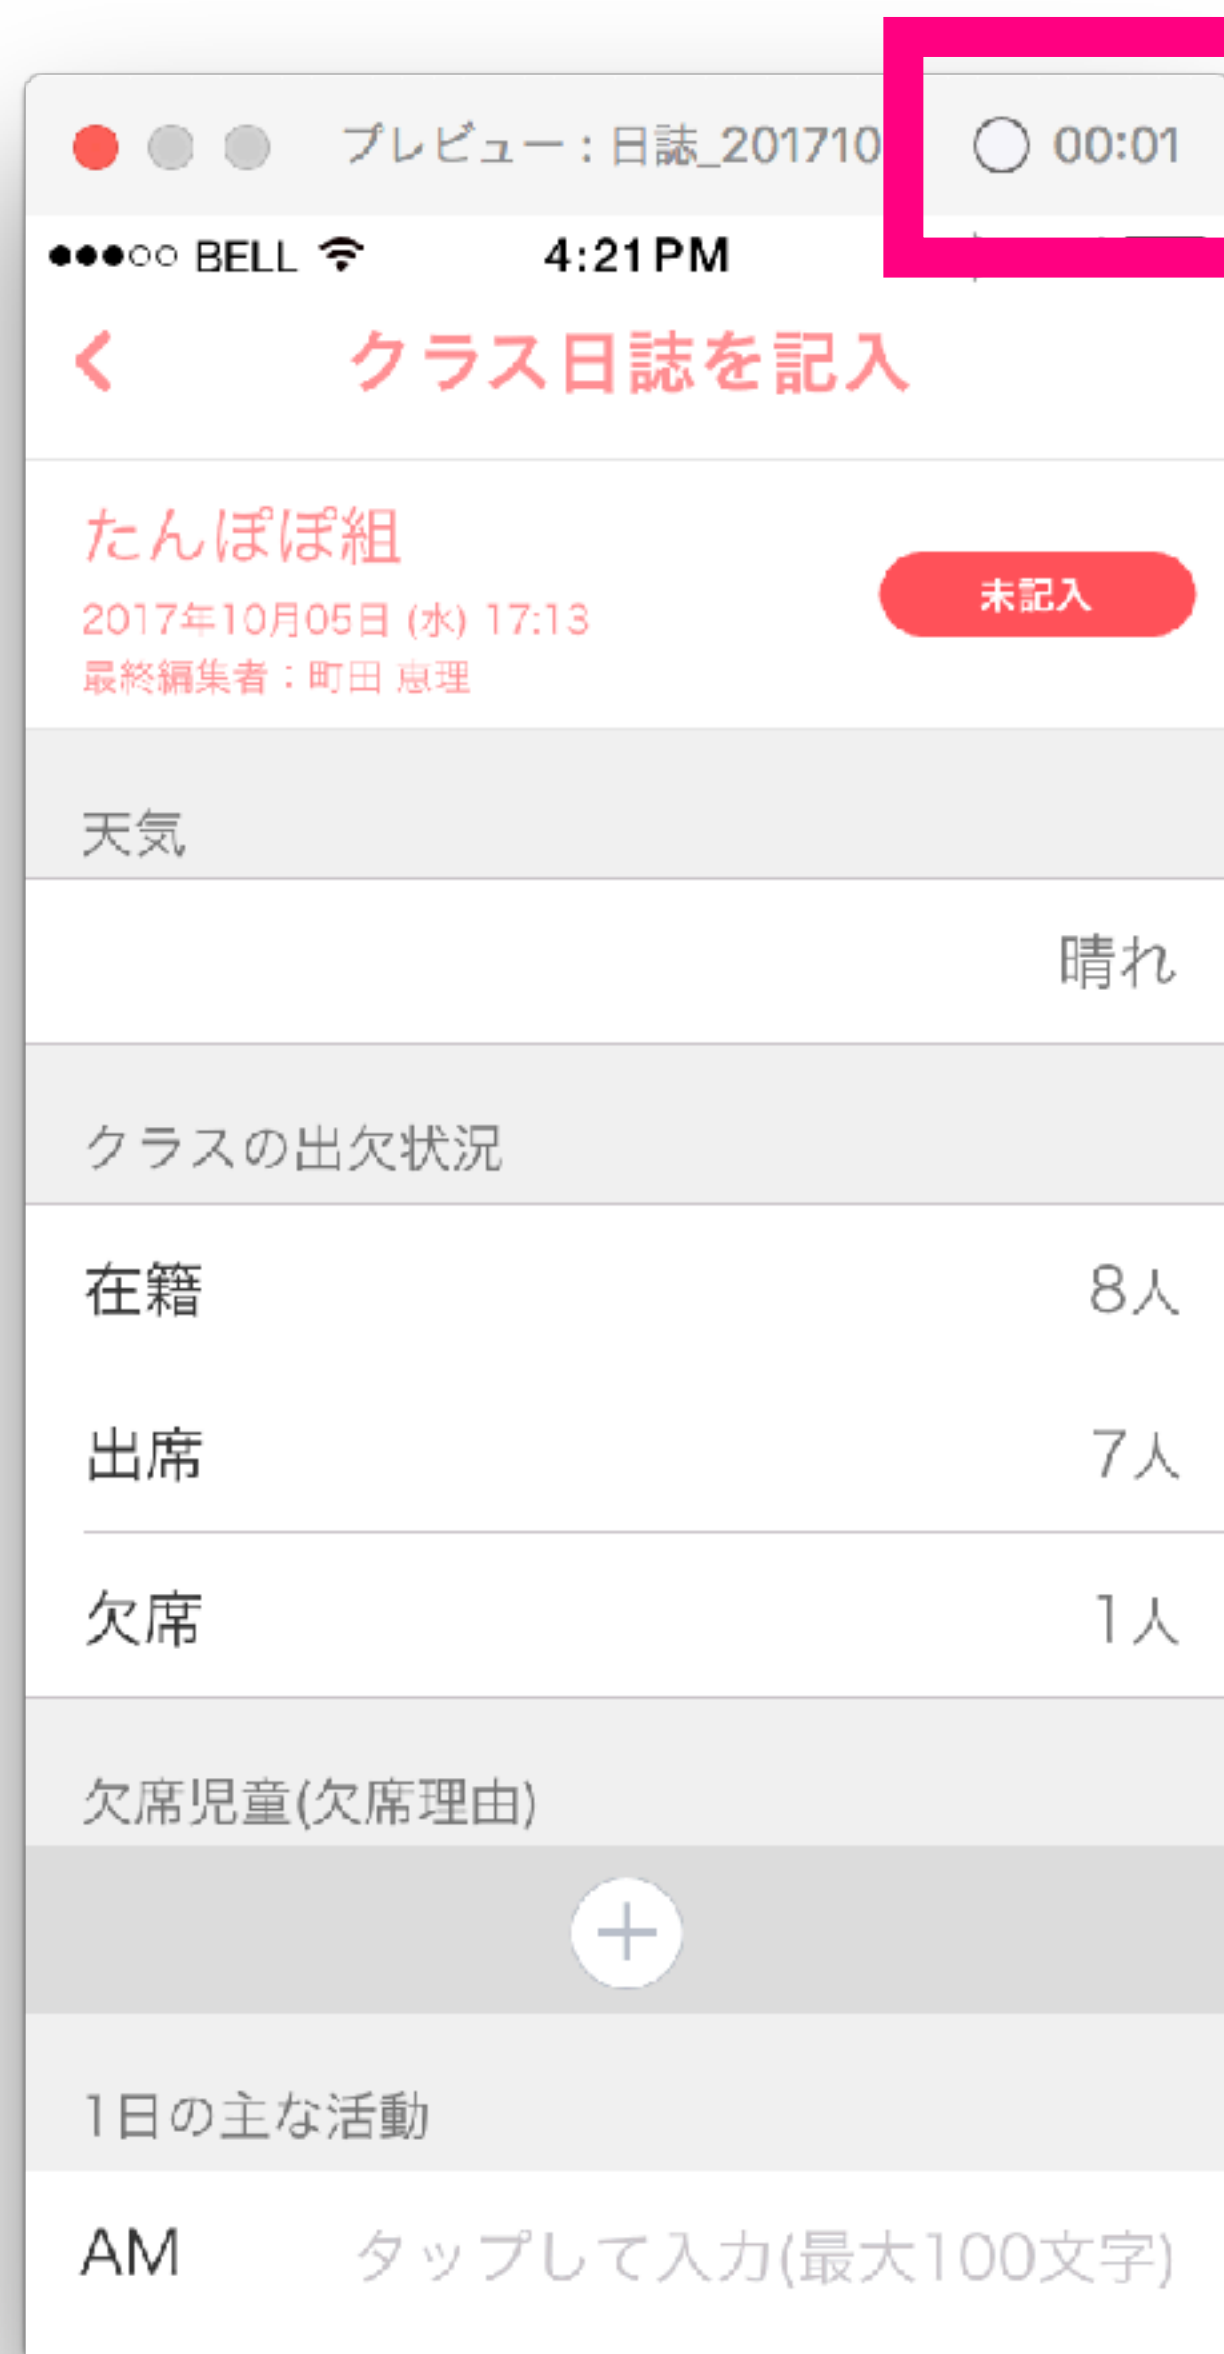 プレビュー：日誌_201710
00:01
BELL
4:21 PM
クラス日誌を記入
たんぽぽ組
未記入
2017年10月05日 (水) 17:13
最終編集者：町田 恵理
天気
晴れ
クラスの出欠状況
在籍 8人
出席 7人
欠席 1人
欠席児童(欠席理由)
1日の主な活動
AM タップして入力(最大100文字)